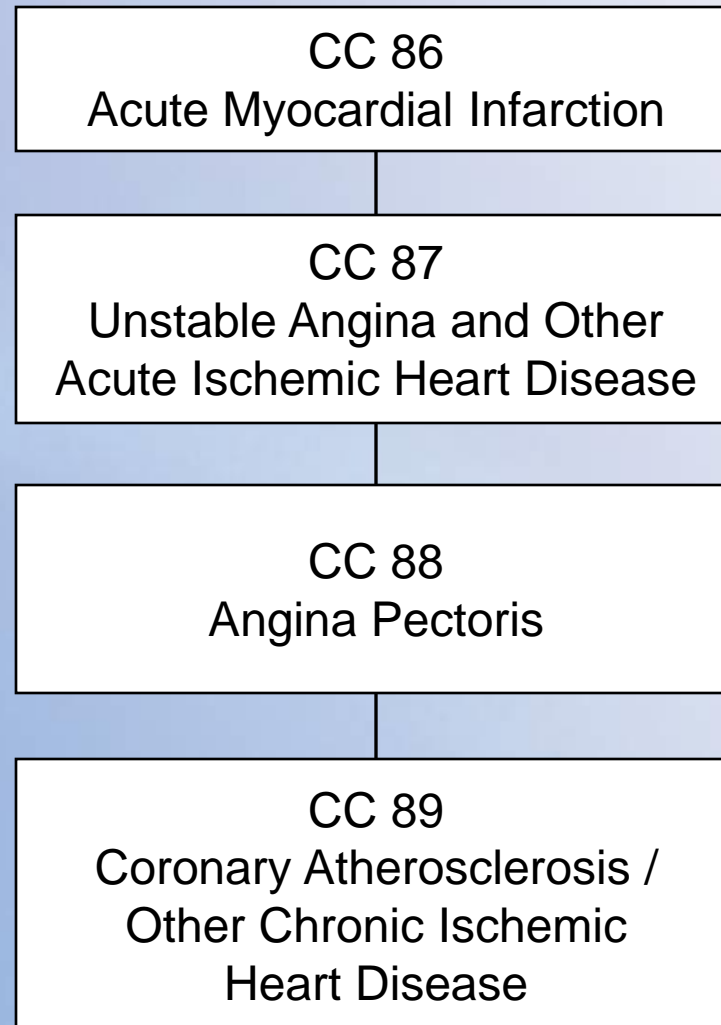 CC 86
Acute Myocardial Infarction
CC 87
Unstable Angina and Other
Acute Ischemic Heart Disease
CC 88
Angina Pectoris
CC 89
Coronary Atherosclerosis /
Other Chronic Ischemic
Heart Disease